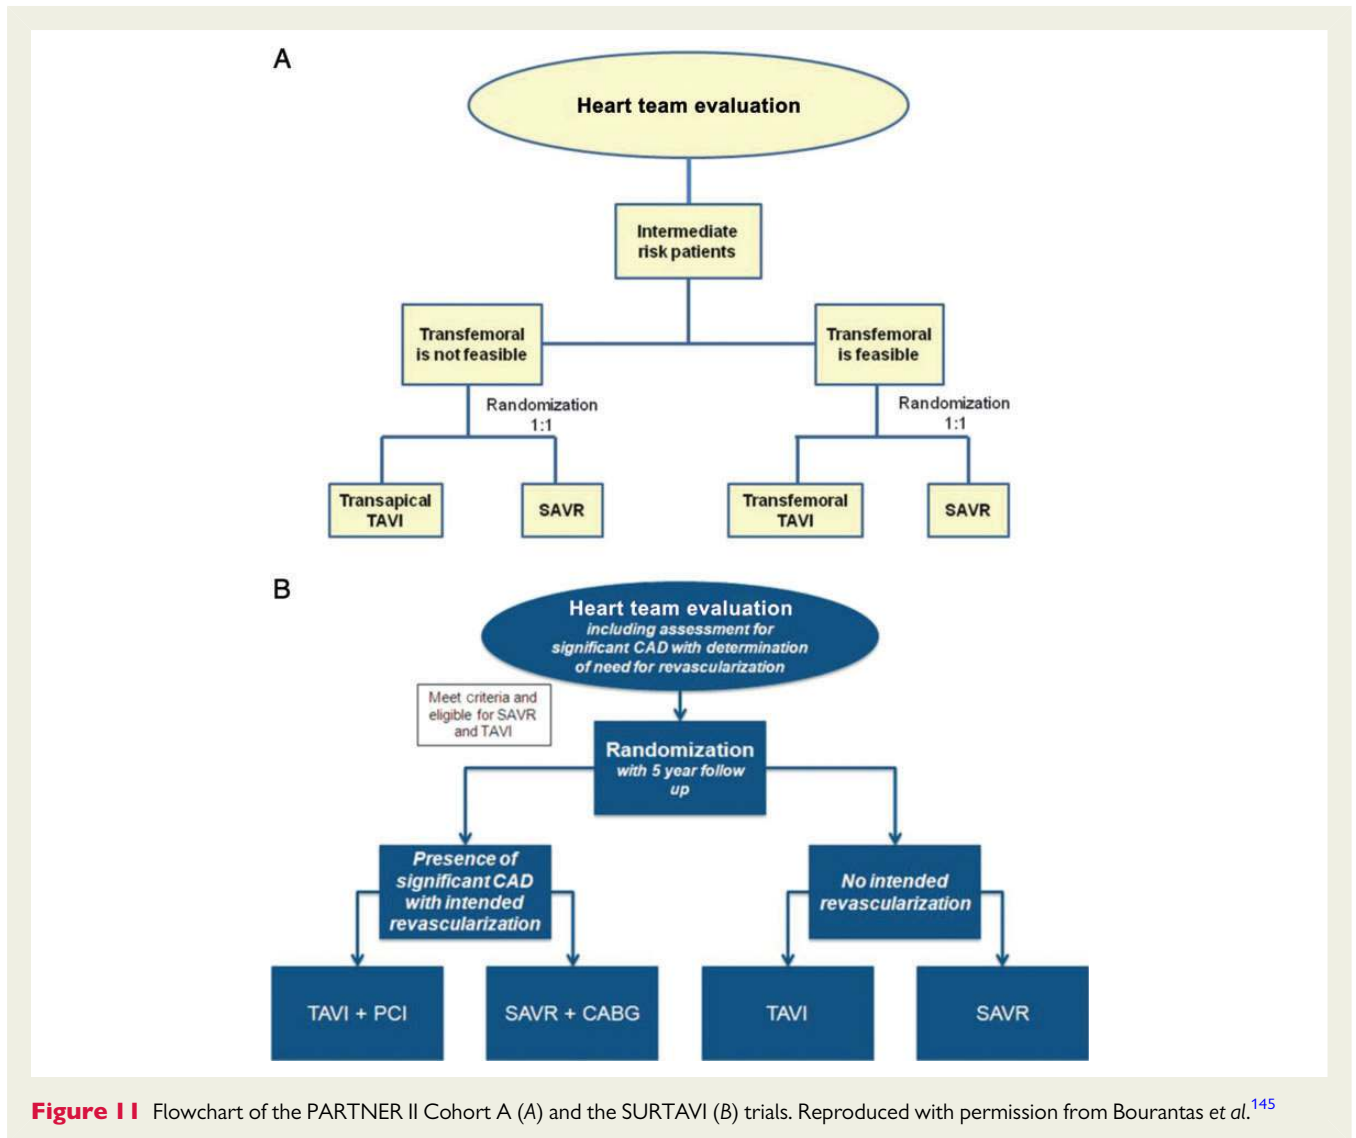 A
Heart team evaluation
Intermediate
risk patients
Transfemoral
is not feasible
Transfemoral
is feasible
Randomization
1:1
Randomization
1:1
Transapical
TAVI
SAVR
Transfemoral
TAVI
SAVR
B
Heart team evaluation
including assessment for
significant CAD with determination
of need for revascularization
Meet criteria and
eligible for SAVR
and TAVI
Randomization
with 5 year follow
up
Presence of
significant CAD
with intended
revascularization
No intended
revascularization
TAVI + PCI
SAVR + CABG
TAVI
SAVR
Figure 11 Flowchart of the PARTNER II Cohort A (A) and the SURTAVI (B) trials. Reproduced with permission from Bourantas et al.145